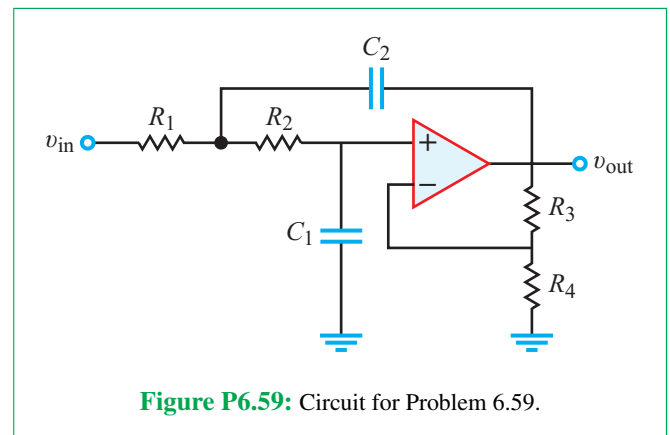 C2
R1
R2
vin
+
vout
−
R3
C1
R4
Figure P6.59: Circuit for Problem 6.59.